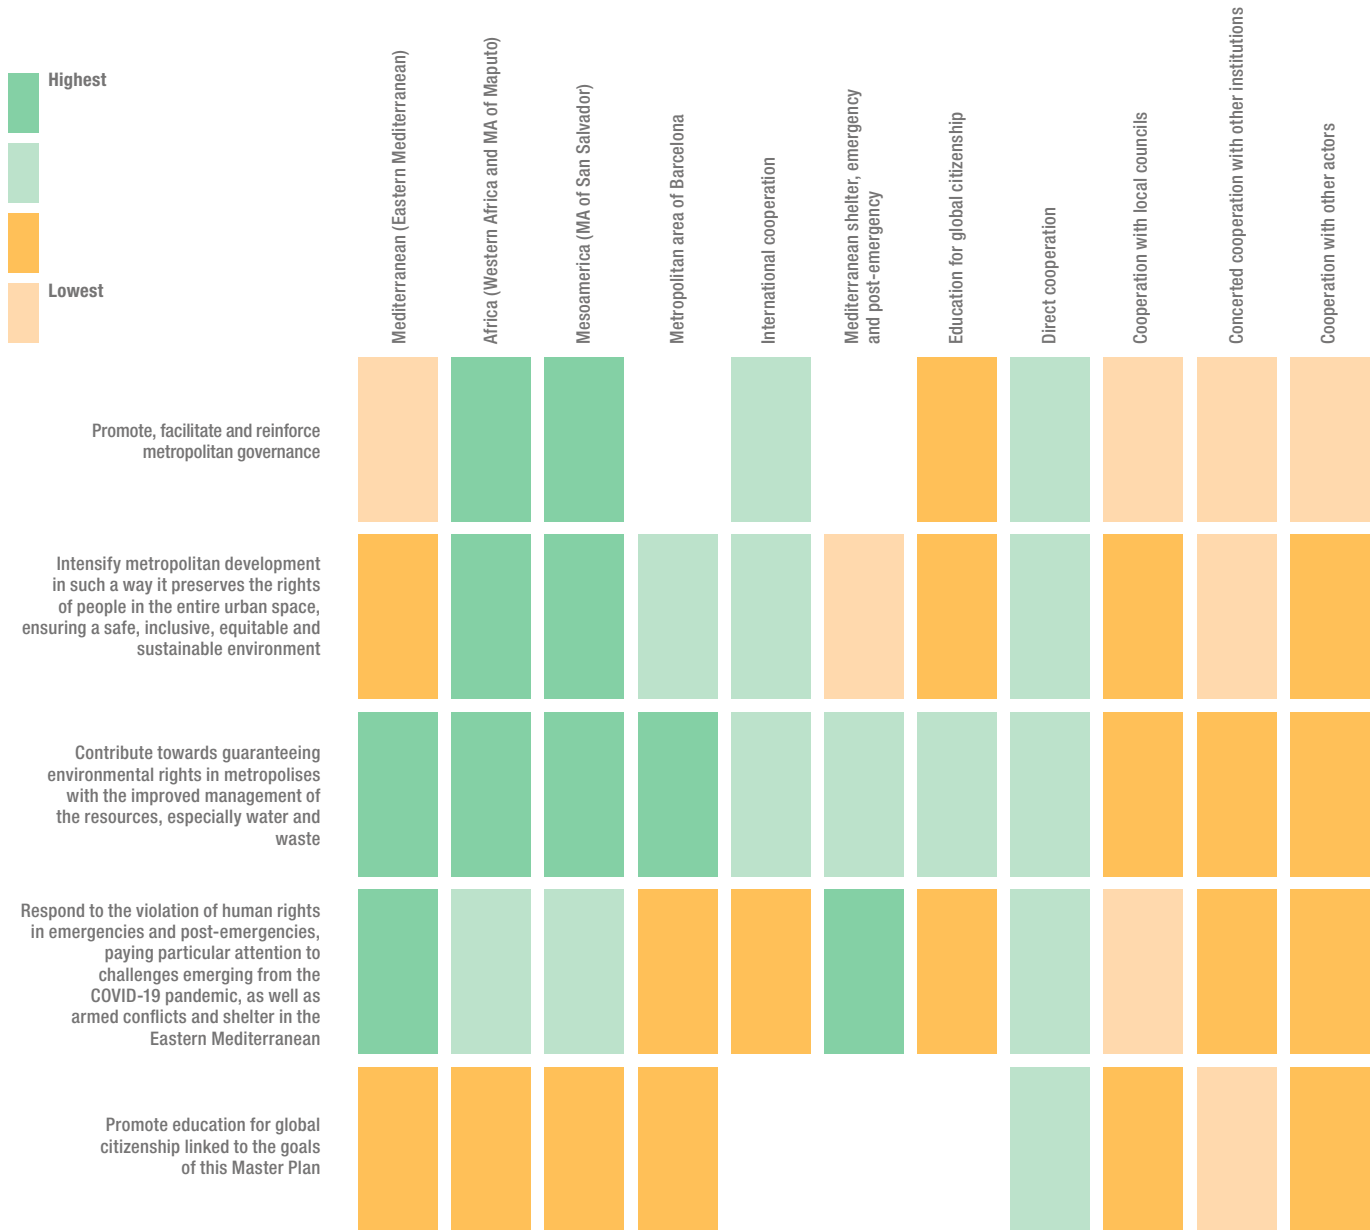 Highest
Lowest
Mediterranean (Eastern Mediterranean)
Africa (Western Africa and MA of Maputo)
Mesoamerica (MA of San Salvador)
Metropolitan area of Barcelona
International cooperation
Mediterranean shelter, emergency
and post-emergency
Education for global citizenship
Direct cooperation
Cooperation with local councils
Concerted cooperation with other institutions
Cooperation with other actors
Promote, facilitate and reinforce
metropolitan governance
Intensify metropolitan development
in such a way it preserves the rights
of people in the entire urban space,
ensuring a safe, inclusive, equitable and
sustainable environment
Contribute towards guaranteeing
environmental rights in metropolises
with the improved management of
the resources, especially water and
waste
Respond to the violation of human rights
in emergencies and post-emergencies,
paying particular attention to
challenges emerging from the
COVID-19 pandemic, as well as
armed conflicts and shelter in the
Eastern Mediterranean
Promote education for global
citizenship linked to the goals
of this Master Plan